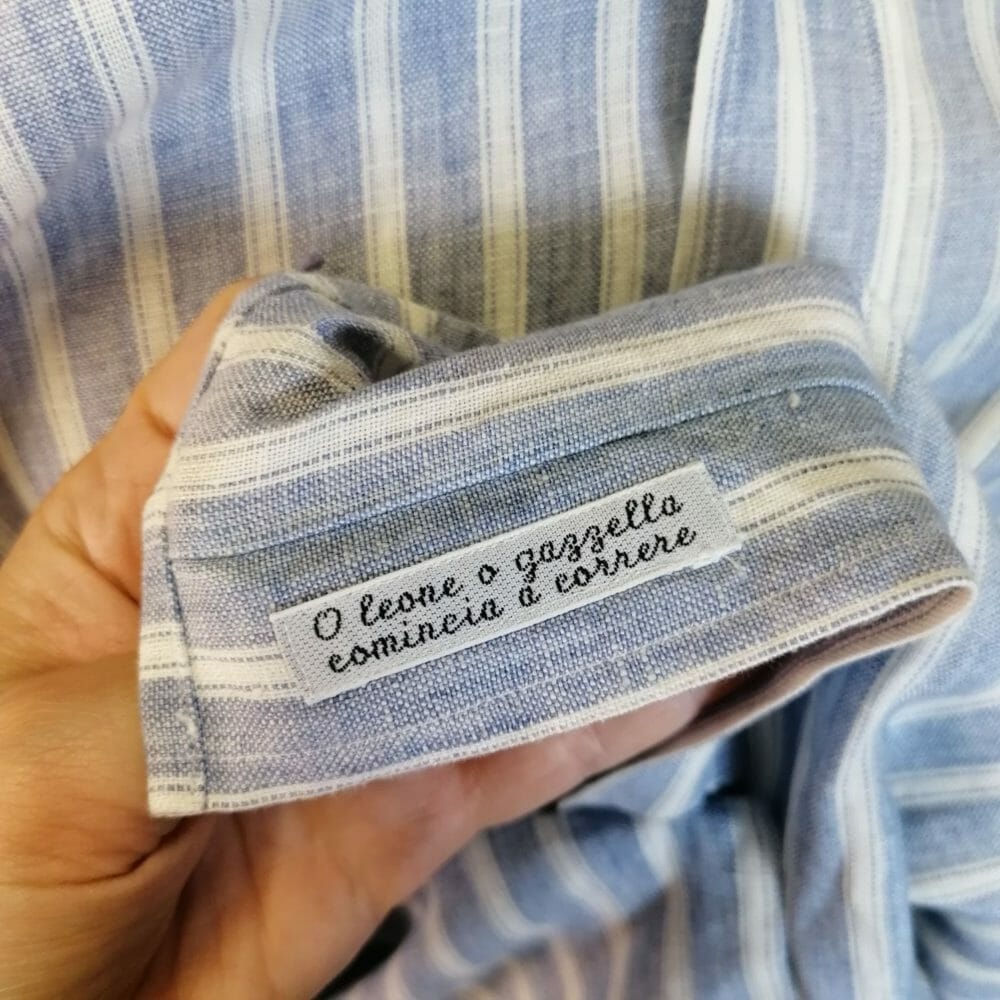 O leone, o gazzella
comincia a correre